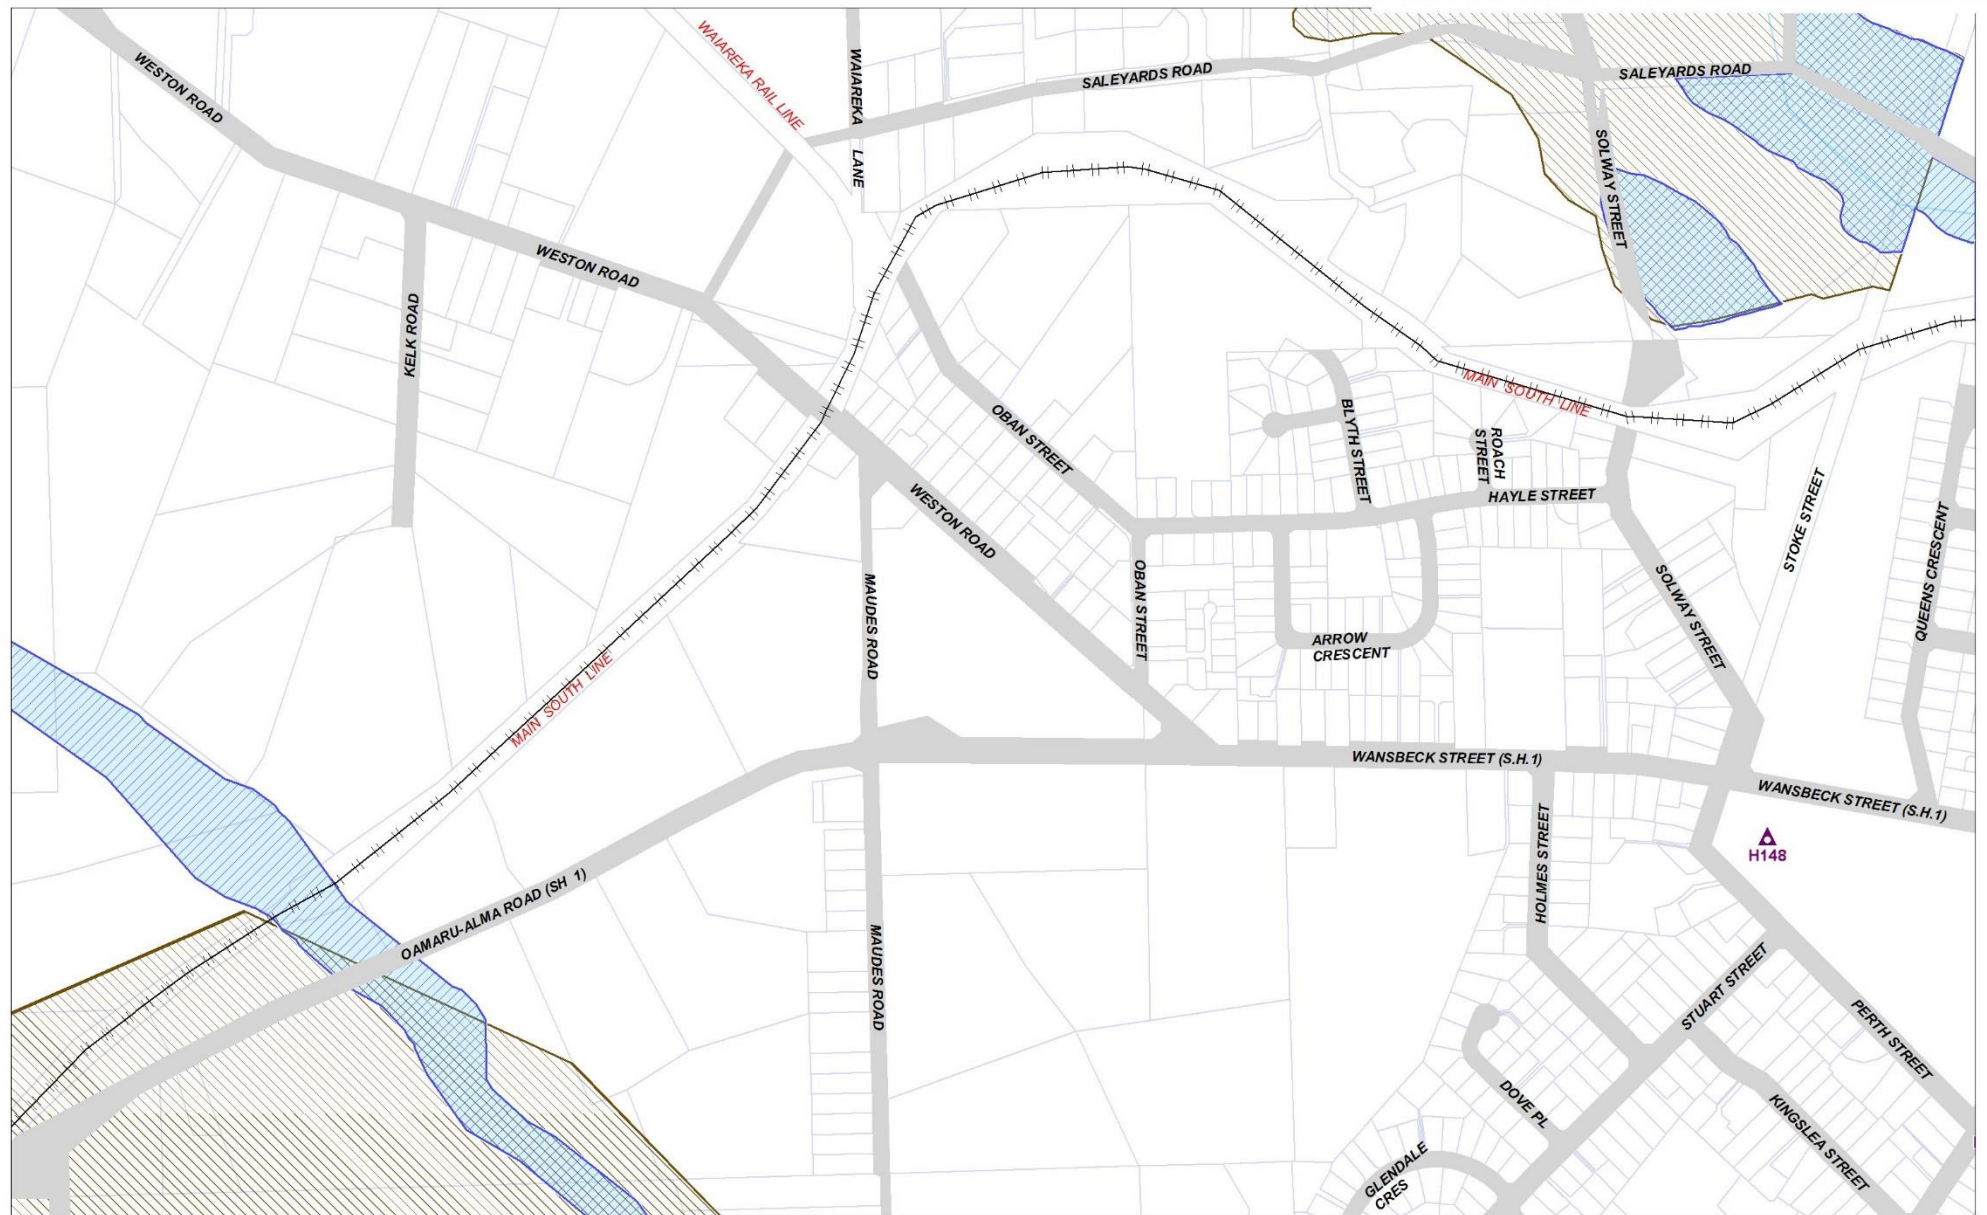 WESTON ROAD
WAIAREKA RAIL LINE
WAIAREKA LANE
SALEYARDS ROAD
SALEYARDS ROAD
SOLWAY STREET
WESTON ROAD
KELK ROAD
MAIN SOUTH LINE
OBAN STREET
BLYTH STREET
ROACH
STREET
HAYLE STREET
STOKE STREET
QUEENS CRESCENT
WESTON ROAD
MAUDES ROAD
OBAN STREET
ARROW
CRESCENT
SOLWAY STREET
MAIN SOUTH LINE
WANSBECK STREET (S.H.1)
WANSBECK STREET (S.H.1)
H148
HOLMES STREET
OAMARU-ALMA ROAD (SH 1)
MAUDES ROAD
STUART STREET
PERTH STREET
DOVE PL
KINGSLEA STREET
GLENDALE
CRES